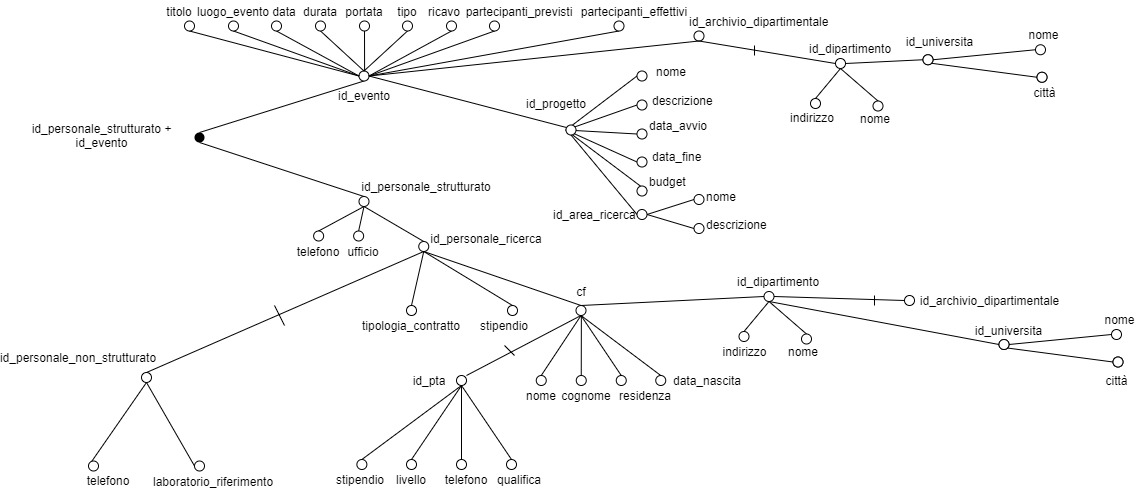 titolo
luogo_evento
data
durata
portata
tipo
ricavo
partecipanti_previsti
partecipanti_effettivi
id_archivio_dipartimentale
id_dipartimento
id_universita
nome
città
indirizzo
nome
id_evento
id_progetto
nome
descrizione
data_avvio
data_fine
budget
id_area_ricerca
nome
descrizione
id_personale_strutturato +
id_evento
id_personale_strutturato
telefono
ufficio
id_personale_ricerca
tipologia_contratto
stipendio
cf
id_dipartimento
id_archivio_dipartimentale
indirizzo
nome
id_universita
nome
città
id_personale_non_strutturato
telefono
laboratorio_riferimento
id_pta
nome
cognome
residenza
data_nascita
stipendio
livello
telefono
qualifica